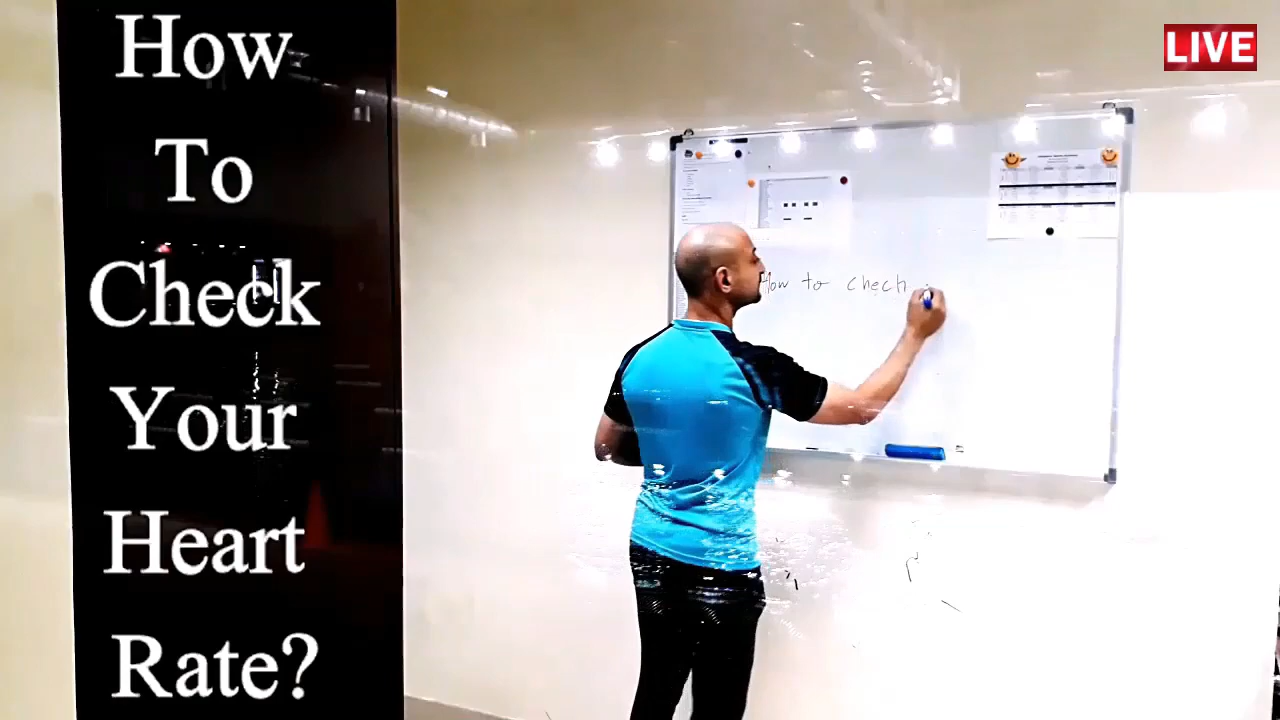 How
To
Check
Your
Heart
Rate?
LIVE
How to check